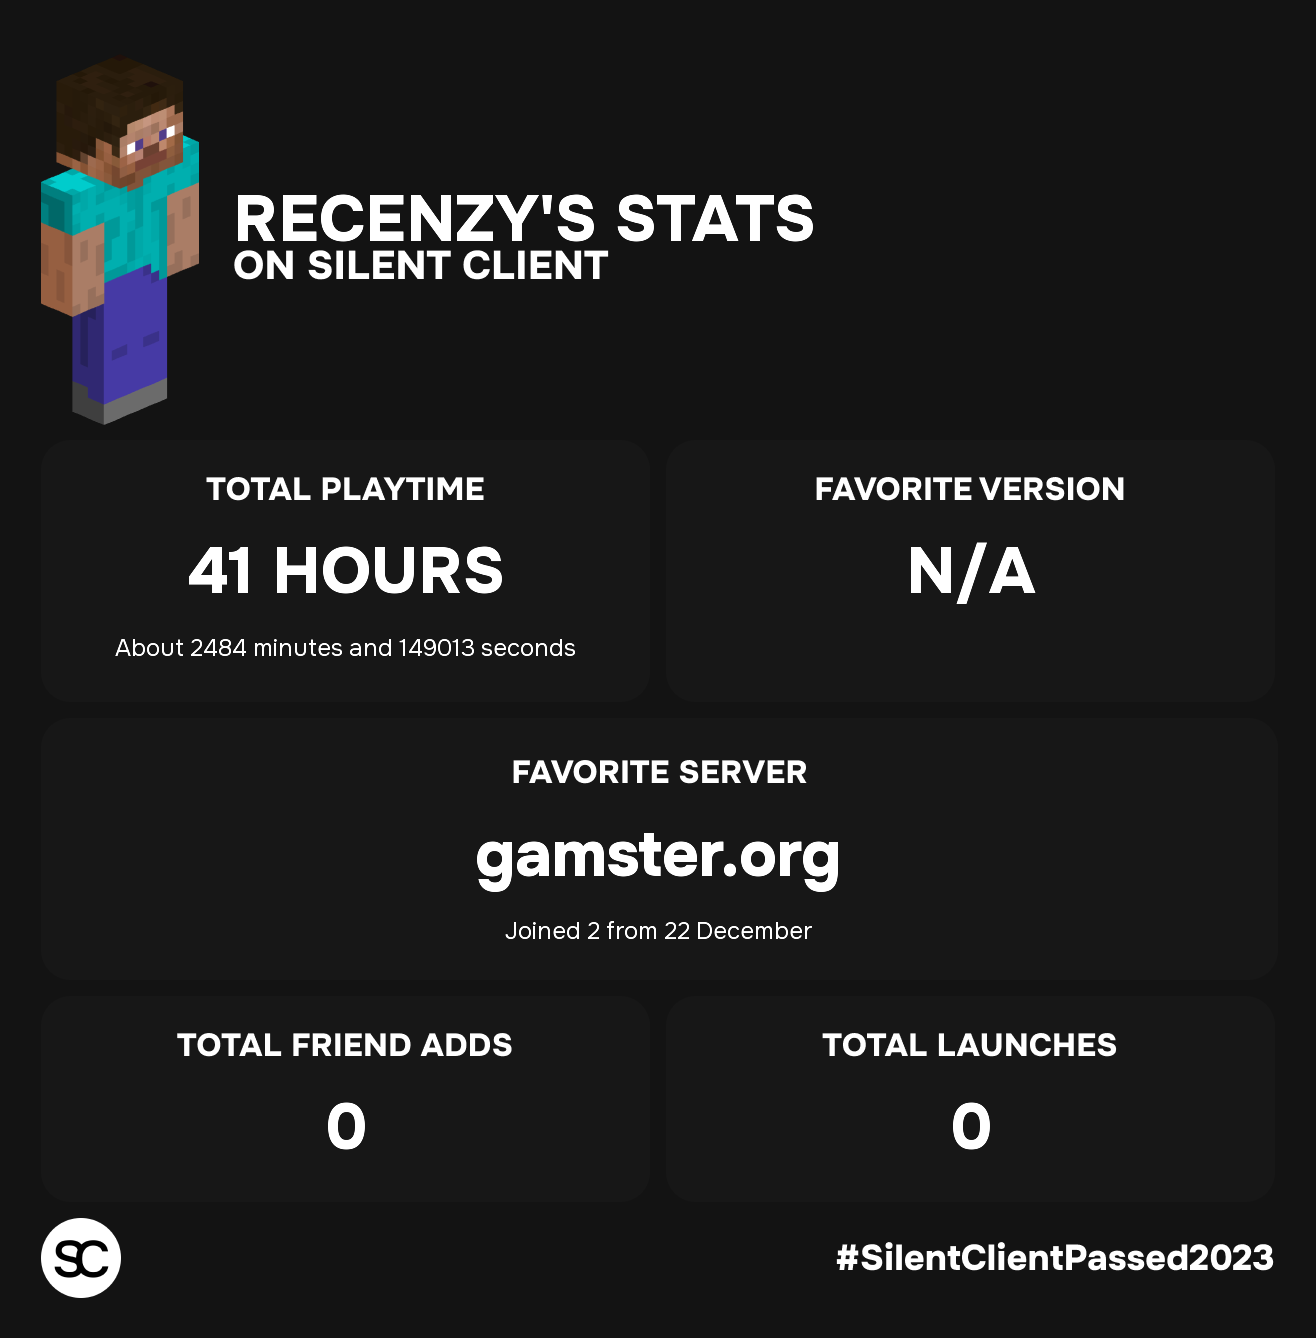 RECENZY'S STATS
ON SILENT CLIENT
TOTAL PLAYTIME
41 HOURS
About 2484 minutes and 149013 seconds
FAVORITE VERSION
N/A
FAVORITE SERVER
gamster.org
Joined 2 from 22 December
TOTAL FRIEND ADDS
0
TOTAL LAUNCHES
0
SC
#SilentClientPassed2023